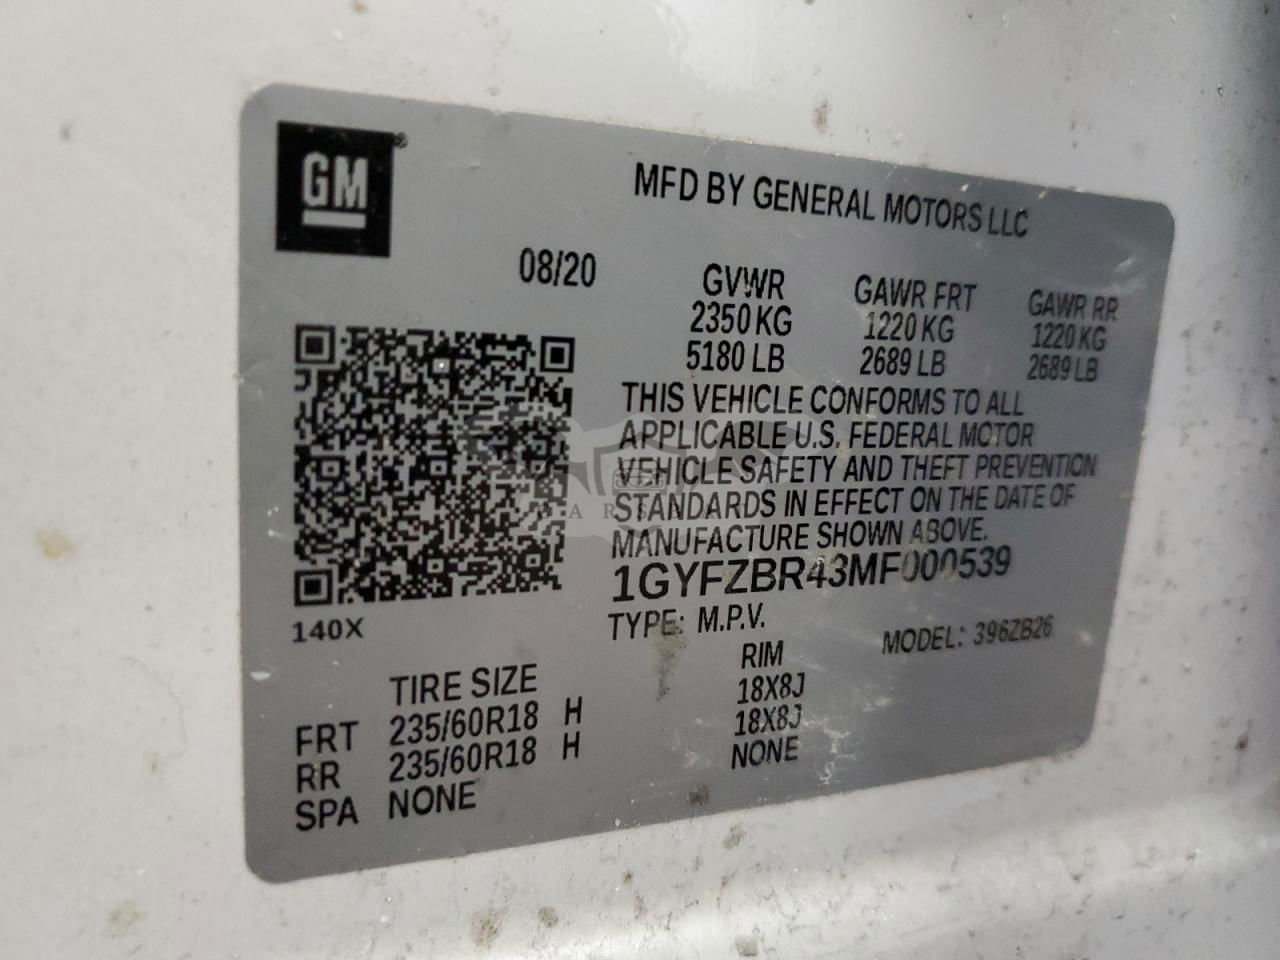 GM®
MFD BY GENERAL MOTORS LLC
08/20
GVWR GAWR FRT GAWR RR
2350 KG 1220 KG 1220 KG
5180 LB 2689 LB 2689 LB
THIS VEHICLE CONFORMS TO ALL
APPLICABLE U.S. FEDERAL MOTOR
VEHICLE SAFETY AND THEFT PREVENTION
STANDARDS IN EFFECT ON THE DATE OF
MANUFACTURE SHOWN ABOVE.
1GYFZBR43MF000539
140X
TYPE: M.P.V. MODEL: 396ZB26
TIRE SIZE RIM
FRT 235/60R18 H 18X8J
RR 235/60R18 H 18X8J
SPA NONE NONE